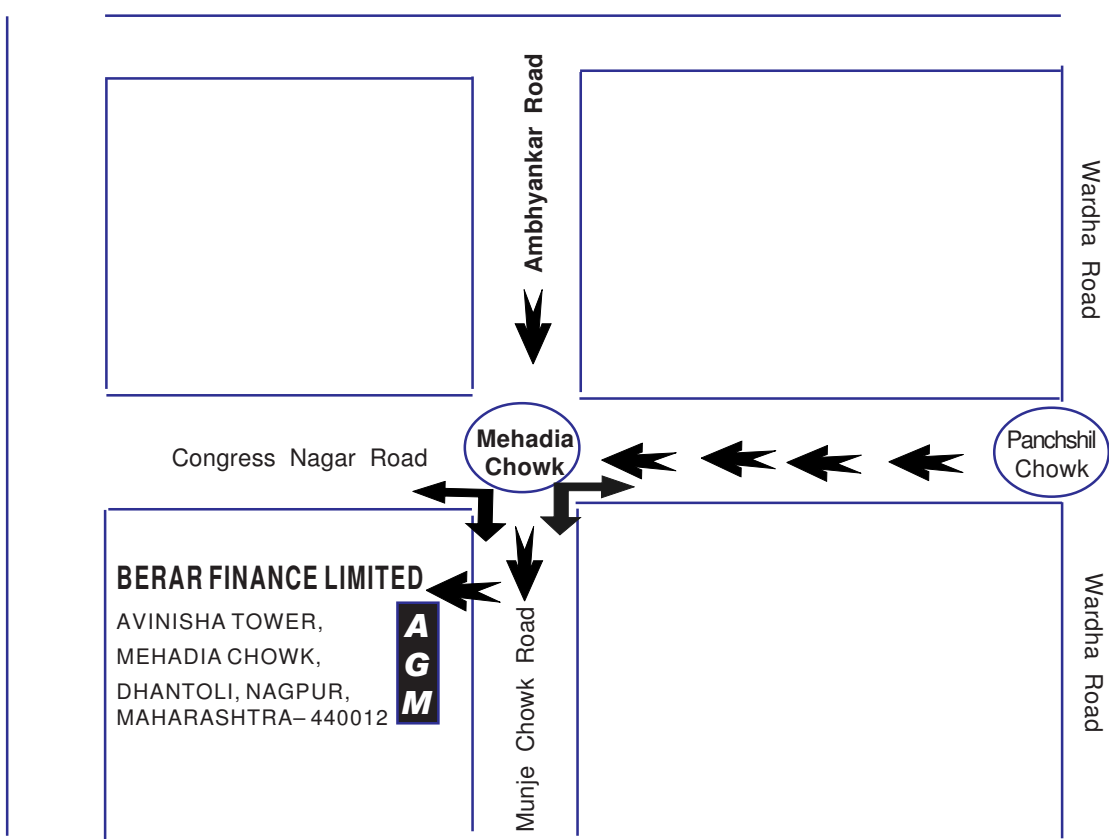 Ambhyankar Road
Wardha Road
Congress Nagar Road
Mehadia
Chowk
Panchshil
Chowk
BERAR FINANCE LIMITED
AVINISHA TOWER,
MEHADIA CHOWK,
DHANTOLI, NAGPUR,
MAHARASHTRA– 440012
A
G
M
Munje Chowk Road
Wardha Road